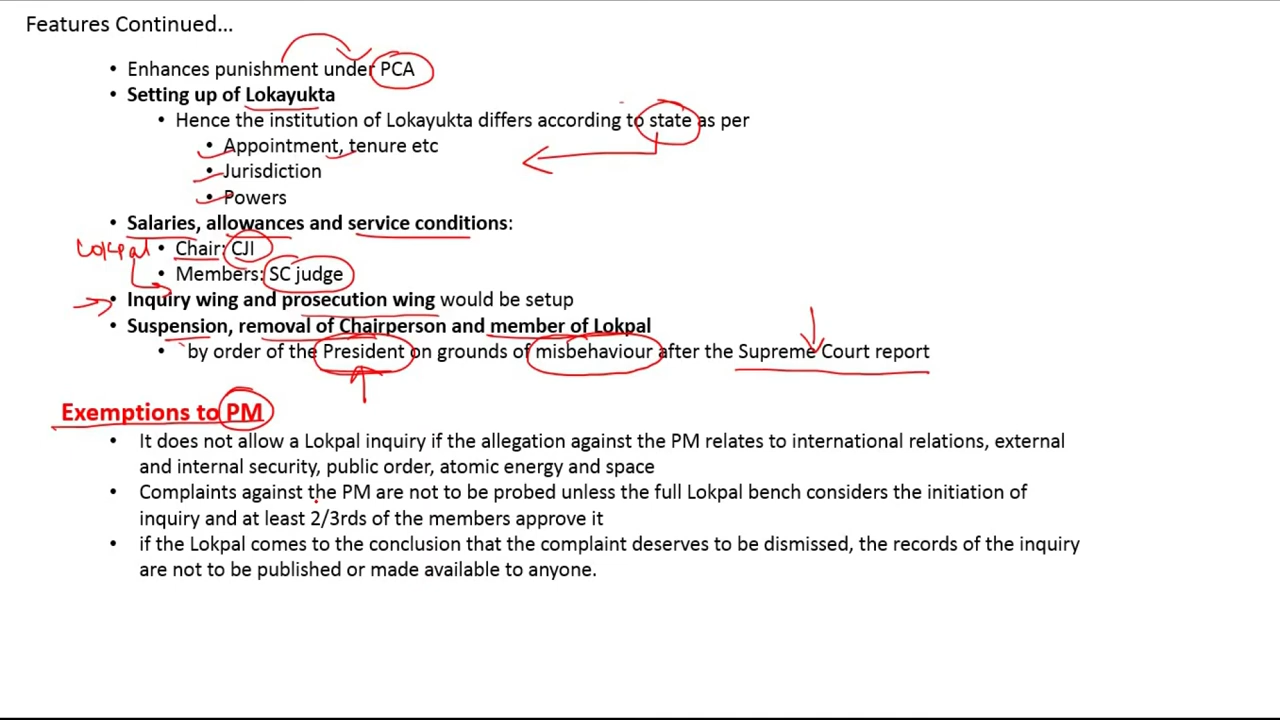 Features Continued...
• Enhances punishment under PCA
• Setting up of Lokayukta
• Hence the institution of Lokayukta differs according to state as per
• Appointment, tenure etc
• Jurisdiction
• Powers
• Salaries, allowances and service conditions:
Lokpal • Chair: CJI
• Members: SC judge
• Inquiry wing and prosecution wing would be setup
• Suspension, removal of Chairperson and member of Lokpal
• by order of the President on grounds of misbehaviour after the Supreme Court report
Exemptions to PM
• It does not allow a Lokpal inquiry if the allegation against the PM relates to international relations, external
and internal security, public order, atomic energy and space
• Complaints against the PM are not to be probed unless the full Lokpal bench considers the initiation of
inquiry and at least 2/3rds of the members approve it
• if the Lokpal comes to the conclusion that the complaint deserves to be dismissed, the records of the inquiry
are not to be published or made available to anyone.